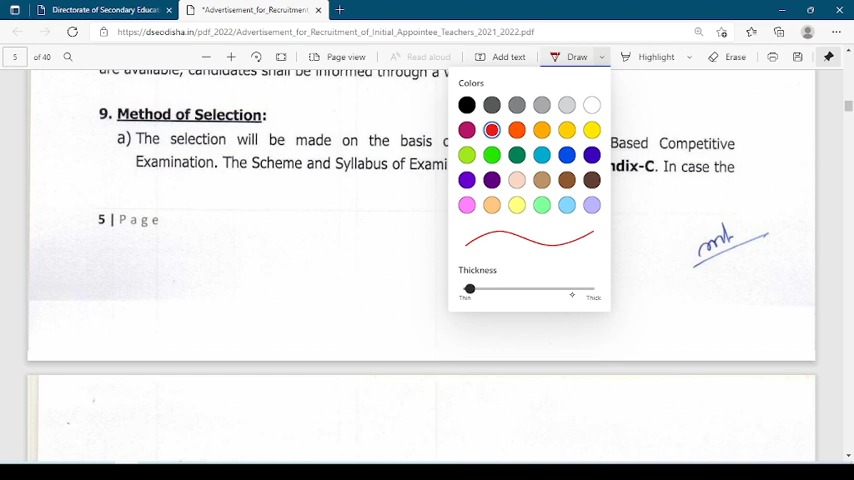 Directorate of Secondary Educat
*Advertisement_for_Recruitment
https://dseodisha.in/pdf_2022/Advertisement_for_Recruitment_of_Initial_Appointee_Teachers_2021_2022.pdf
5 of 40
Page view
Read aloud
Add text
Draw
Highlight
Erase
are available, candidates shall be informed through a
Colors
9. Method of Selection:
a) The selection will be made on the basis Based Competitive
Examination. The Scheme and Syllabus of Exami ndix-C. In case the
5 | Page
Thickness
Thin Thick